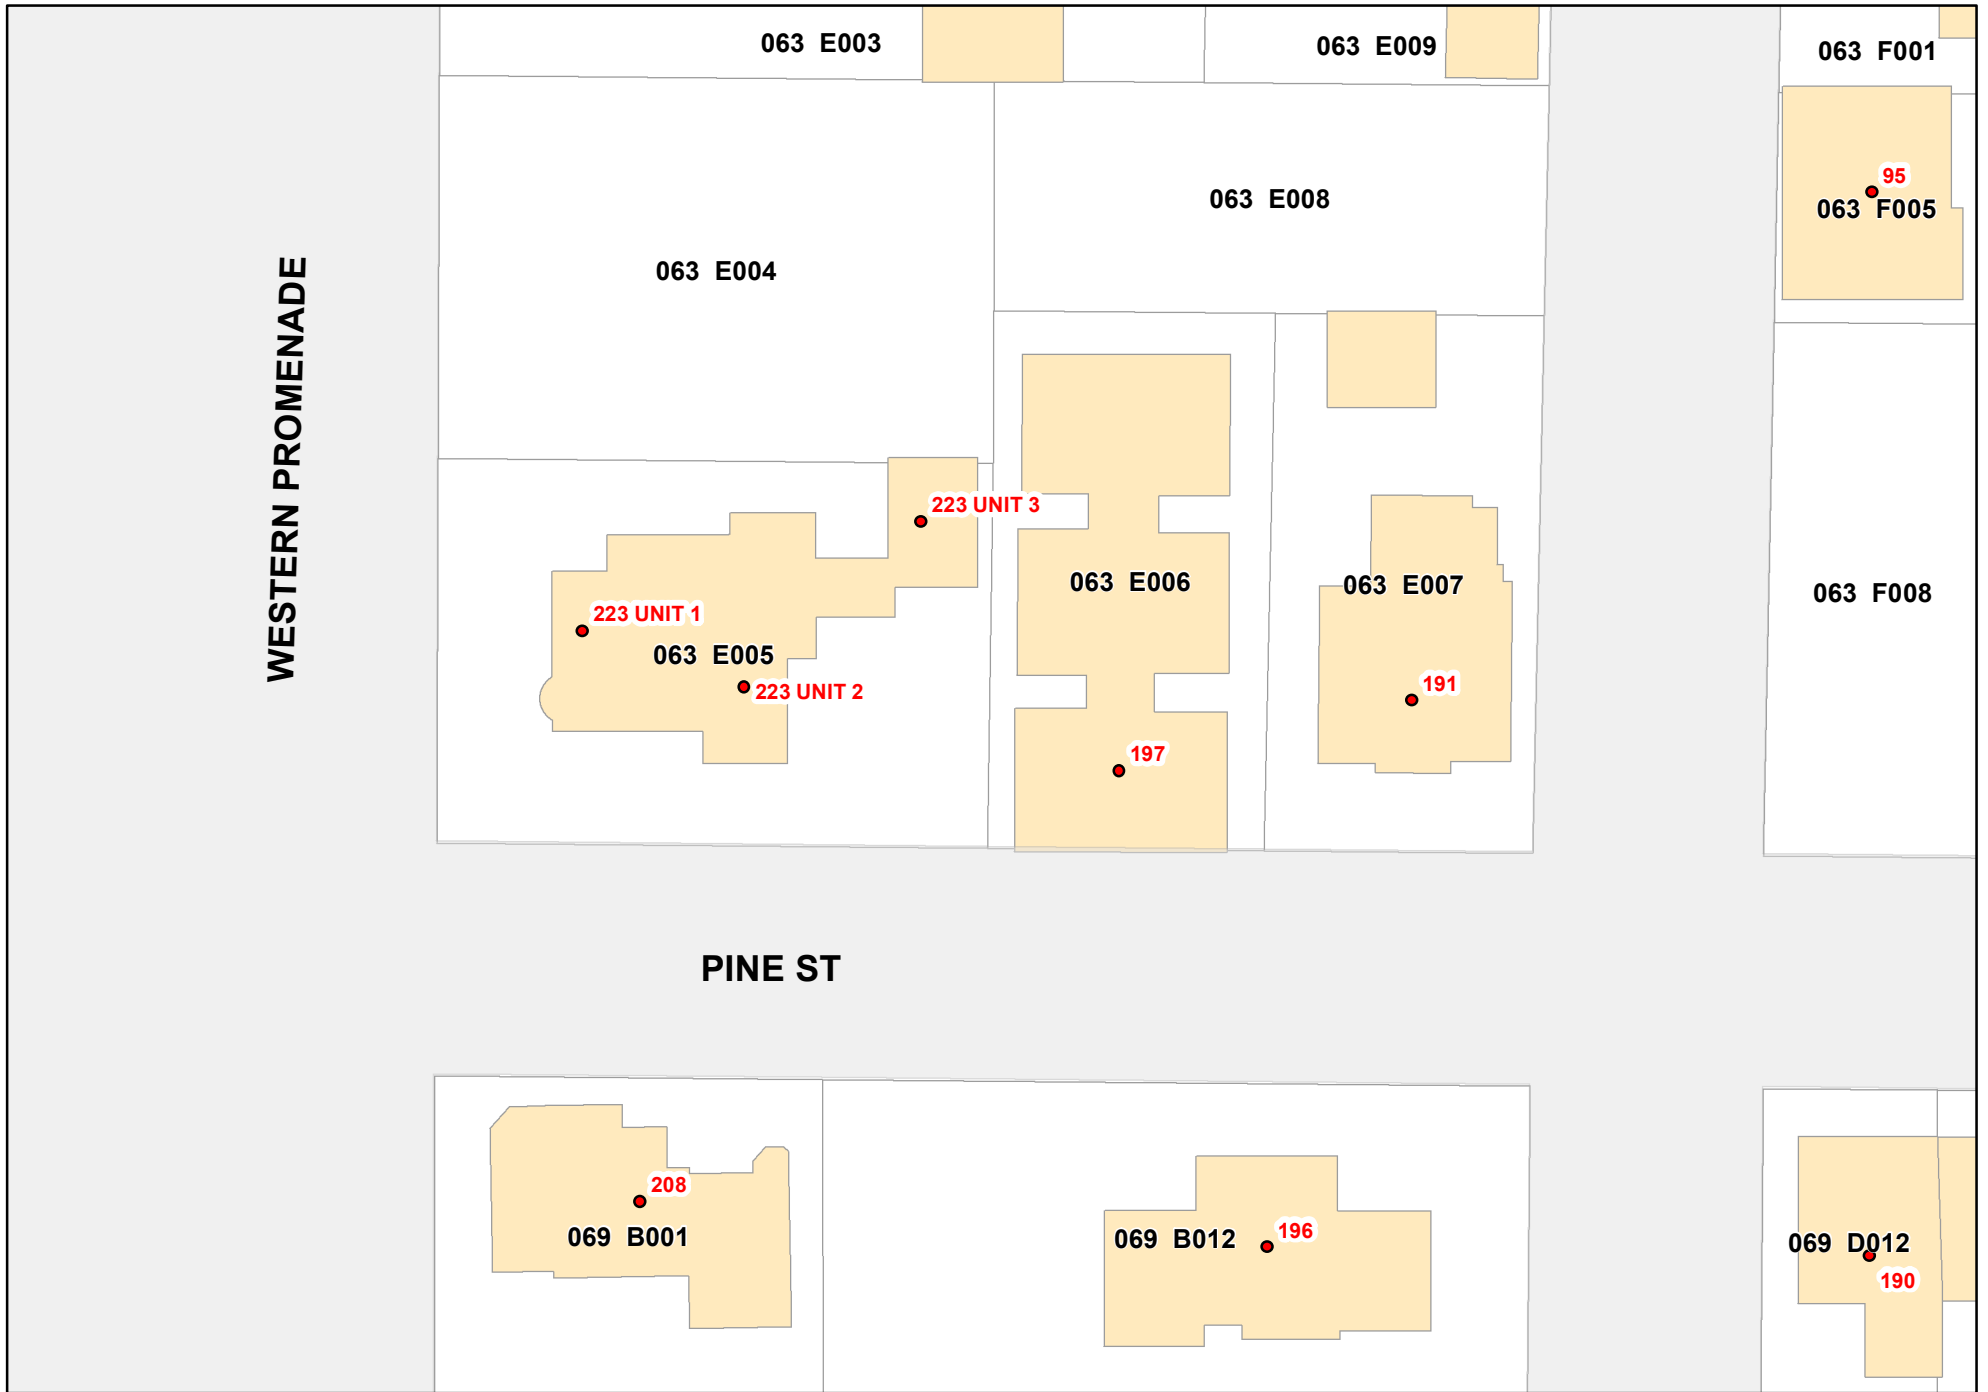 063 E003
063 E009
063 F001
95
063 F005
063 E008
063 E004
WESTERN PROMENADE
223 UNIT 3
063 E006
063 E007
063 F008
223 UNIT 1
063 E005
223 UNIT 2
191
197
PINE ST
208
069 B001
069 B012
196
069 D012
190